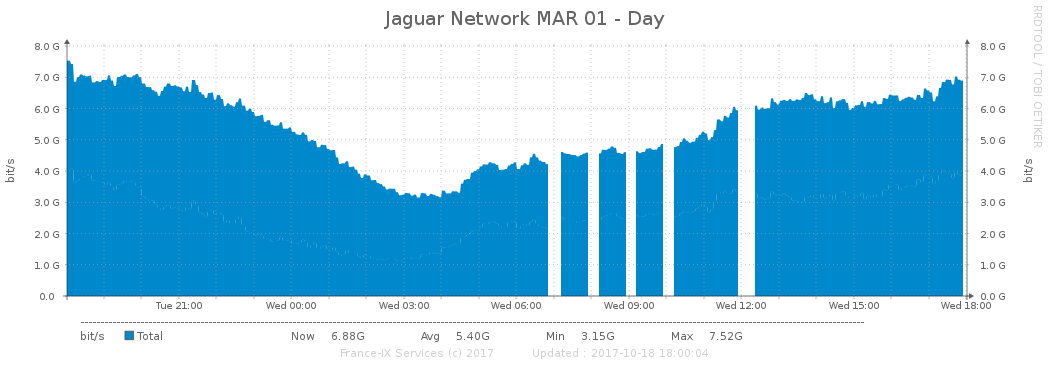 Jaguar Network MAR 01 - Day
RRDTOOL / TOBI OETIKER
8.0 G 8.0 G
7.0 G 7.0 G
6.0 G 6.0 G
5.0 G 5.0 G
4.0 G 4.0 G
3.0 G 3.0 G
2.0 G 2.0 G
1.0 G 1.0 G
0.0 0.0 G
bit/s bit/s
Tue 21:00 Wed 00:00 Wed 03:00 Wed 06:00 Wed 09:00 Wed 12:00 Wed 15:00 Wed 18:00
bit/s Total Now 6.88G Avg 5.40G Min 3.15G Max 7.52G
France-IX Services (c) 2017 Updated : 2017-10-18 18:00:04